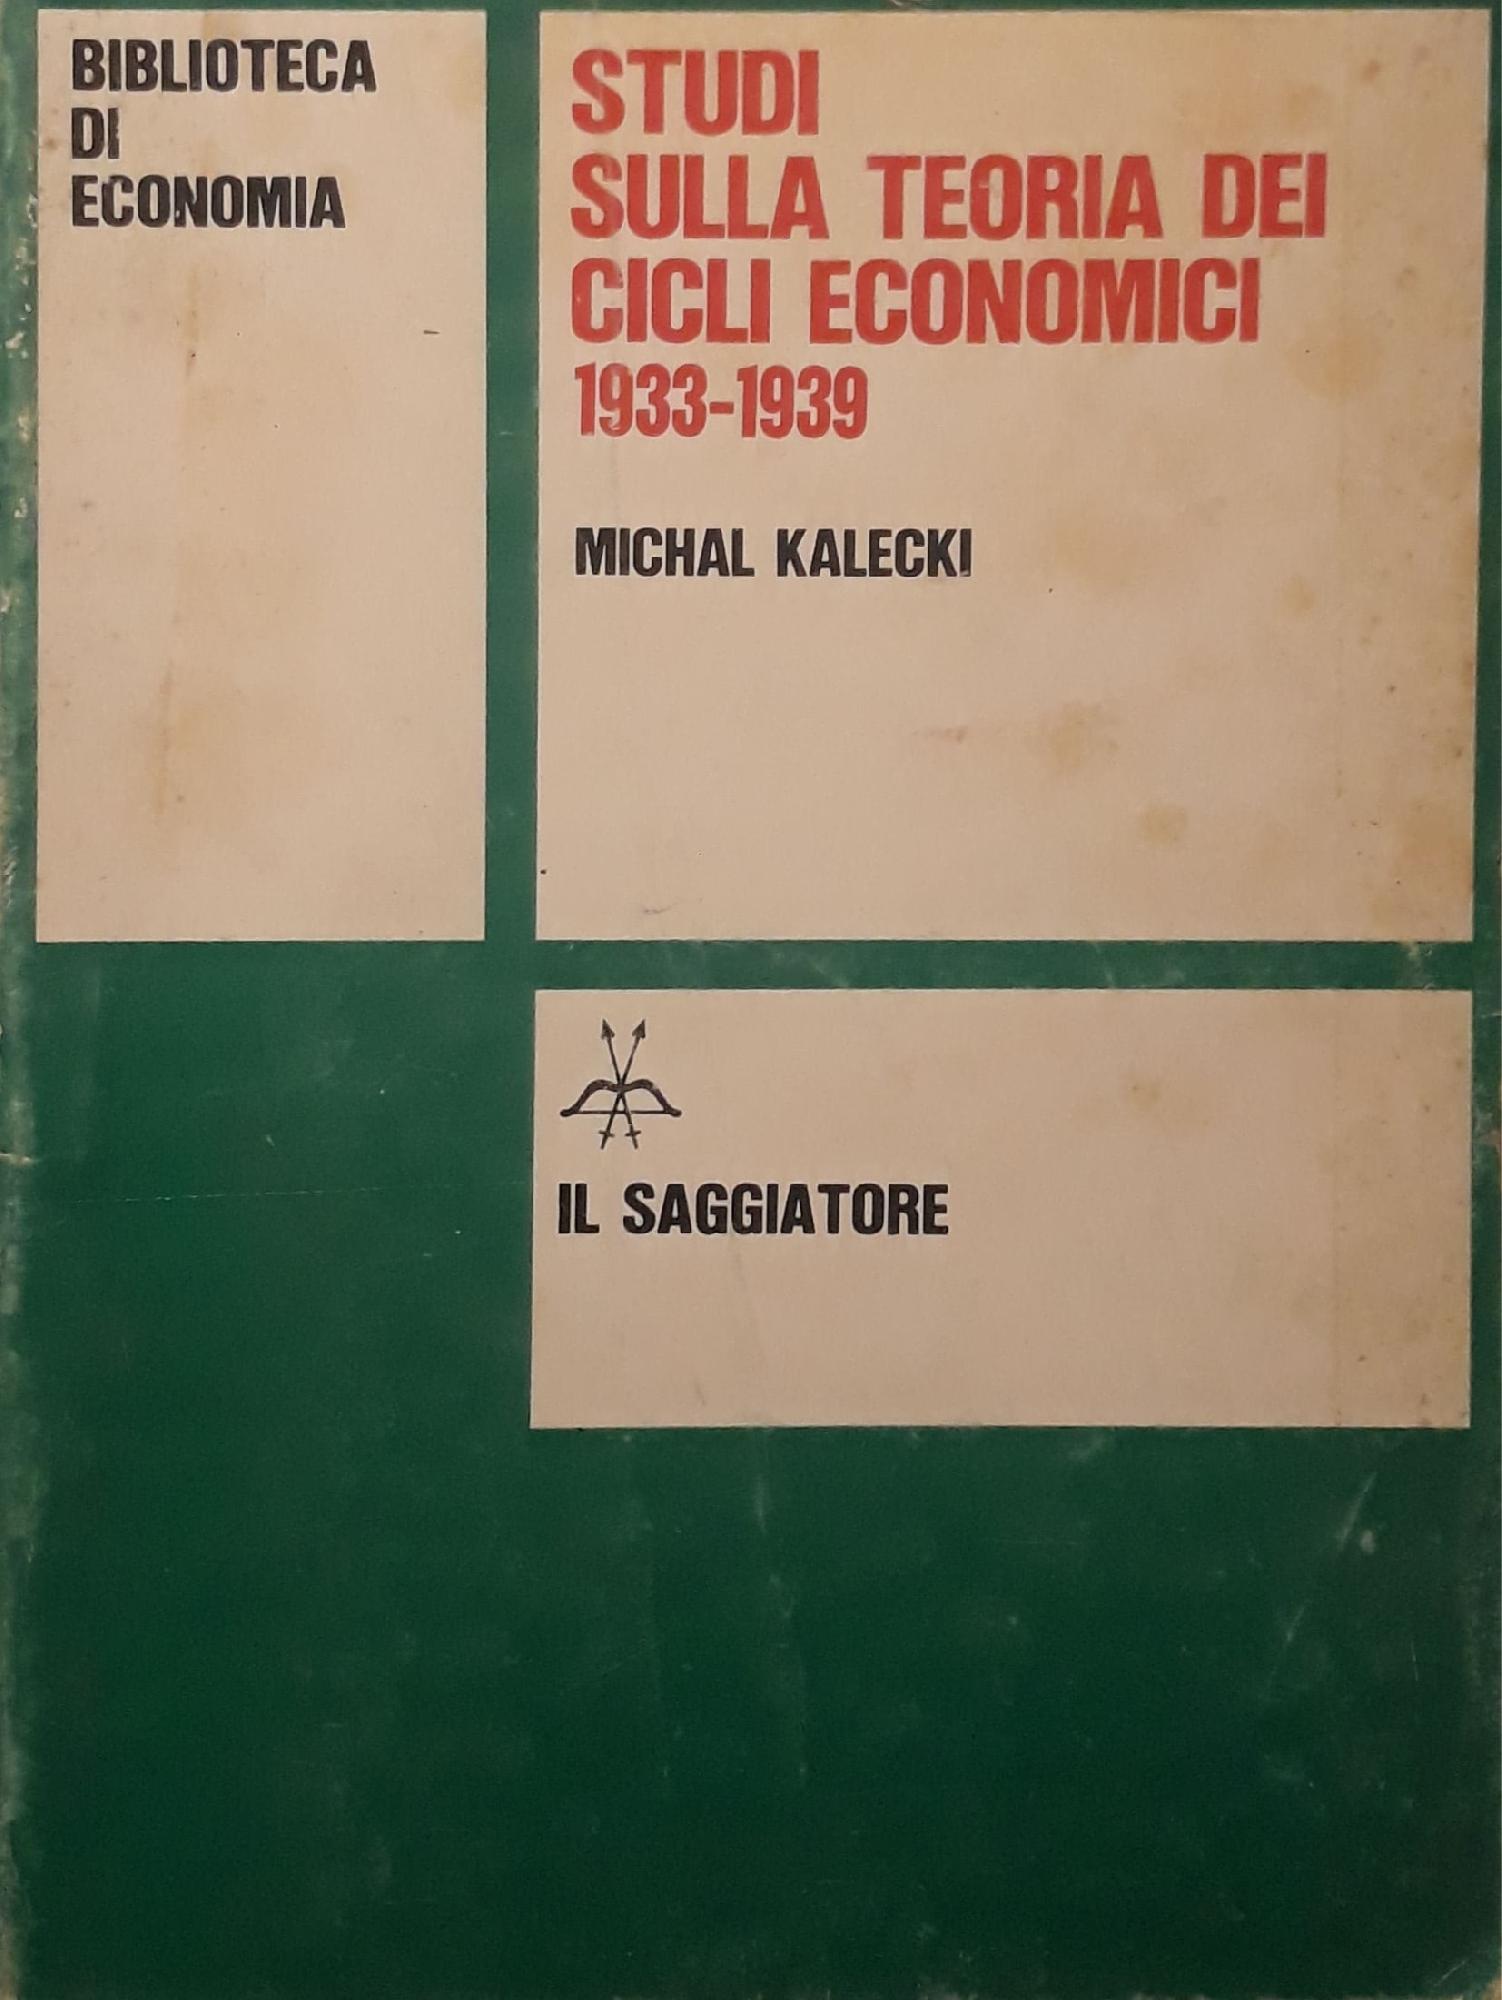 BIBLIOTECA
DI
ECONOMIA
STUDI
SULLA TEORIA DEI
CICLI ECONOMICI
1933-1939
MICHAL KALECKI
IL SAGGIATORE